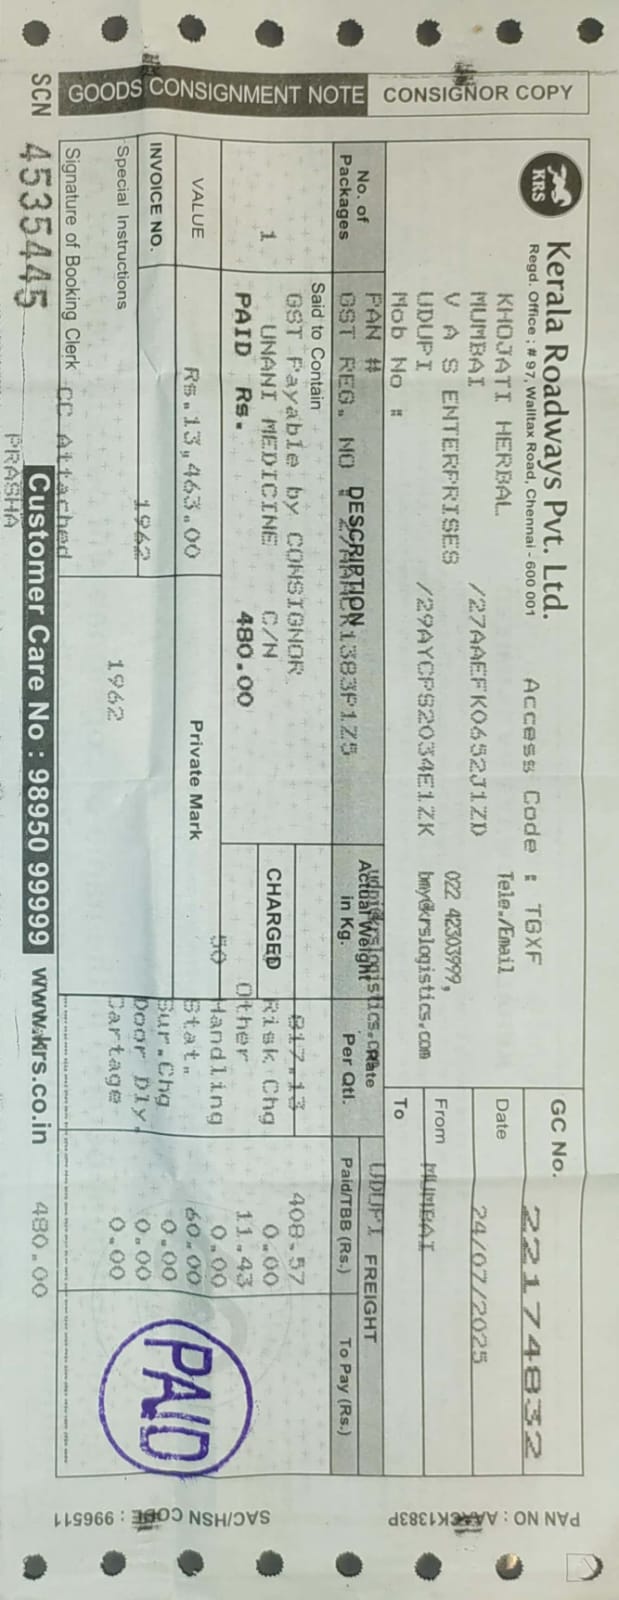 GOODS CONSIGNMENT NOTE CONSIGNOR COPY
SCN 4535445
KRS
Kerala Roadways Pvt. Ltd.
Regd. Office : # 97, Walltax Road, Chennai - 600 001
Access Code : TGXF
KHOJATI HERBAL
MUMBAI /27AAEFK0652J1ZD
V A S ENTERPRISES
UDUPI /29AYCPS2034E1ZK
Mob No :
Tele./Email
022 42303999,
bmy@krslogistics.com
GC No. 22174832
Date 24/07/2025
From MUMBAI
To UDUPI
PAN #
GST REG. NO :
No. of Packages
DESCRIPTION
Actual Weight in Kg.
Rate Per Qtl.
FREIGHT
Paid/TBB (Rs.)
To Pay (Rs.)
Said to Contain
GST Payable by CONSIGNOR
1 UNANI MEDICINE C/N
PAID Rs. 480.00
CHARGED
50
817.13 408.57
Risk Chg 0.00
Other 11.43
Handling 0.00
Stat. 60.00
Sur.Chg 0.00
Door Dly. 0.00
Cartage 0.00
VALUE Rs.13,463.00
Private Mark
INVOICE NO. 1962
Special Instructions 1962
Signature of Booking Clerk CC Attached
PRASHA
480.00
PAID
Customer Care No : 98950 99999 www.krs.co.in
SAC/HSN CODE : 996511
PAN NO :